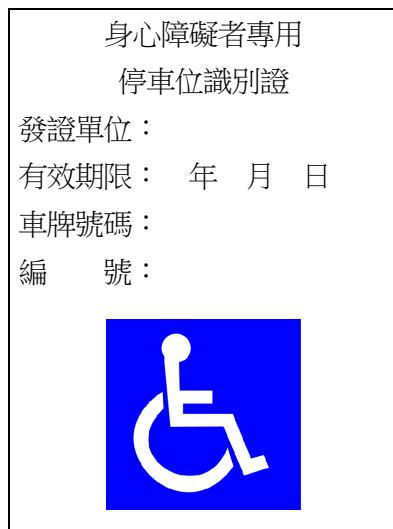 身心障礙者專用
停車位識別證
發證單位：
有效期限：　年　月　日
車牌號碼：
編　　號：